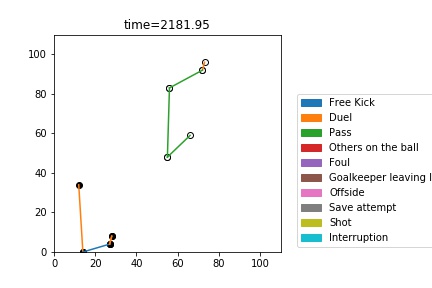 time=2181.95
100
80
60
40
20
0
0 20 40 60 80 100
Free Kick
Duel
Pass
Others on the ball
Foul
Goalkeeper leaving l
Offside
Save attempt
Shot
Interruption